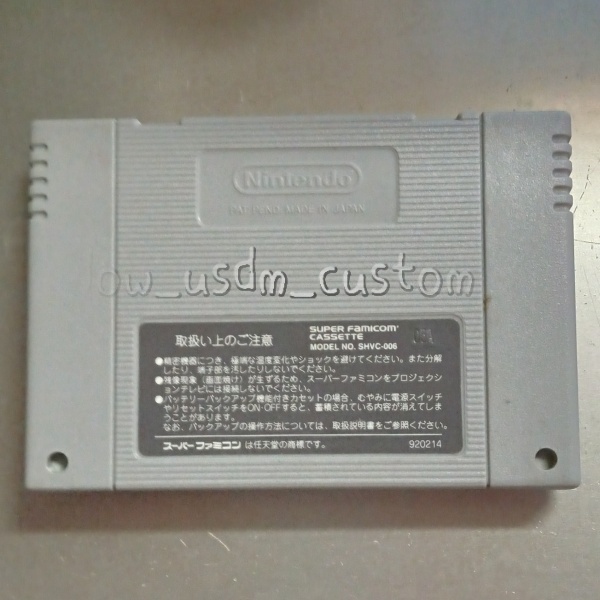 Nintendo
PAT. PEND. MADE IN JAPAN
low_usdm_custom
取扱い上のご注意
SUPER FAMICOM
CASSETTE
MODEL NO. SHVC-006
●精密機器につき、極端な温度変化やショックを避けてください。また分解
したり、端子部を汚したりしないでください。
●残像現象(画面焼け)が生ずるため、スーパーファミコンをプロジェクシ
ョンテレビには接続しないでください。
●バッテリーバックアップ機能付きカセットの場合、むやみに電源スイッチ
やリセットスイッチをON・OFFすると、蓄積されている内容が消えてしま
うことがあります。
なお、バックアップの操作方法については、取扱説明書をご参照ください。
スーパーファミコン は任天堂の商標です。
920214